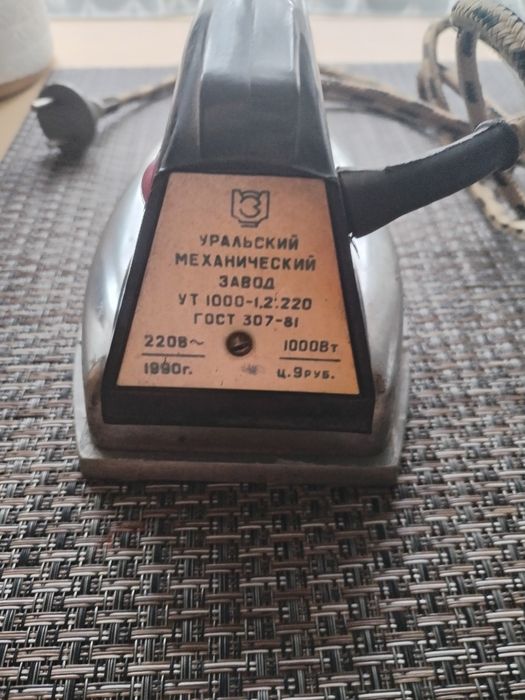 УРАЛЬСКИЙ
МЕХАНИЧЕСКИЙ
ЗАВОД
УТ 1000-1,2.220
ГОСТ 307-81
220В~ 1000Вт
1990г. Ц.9РУБ.